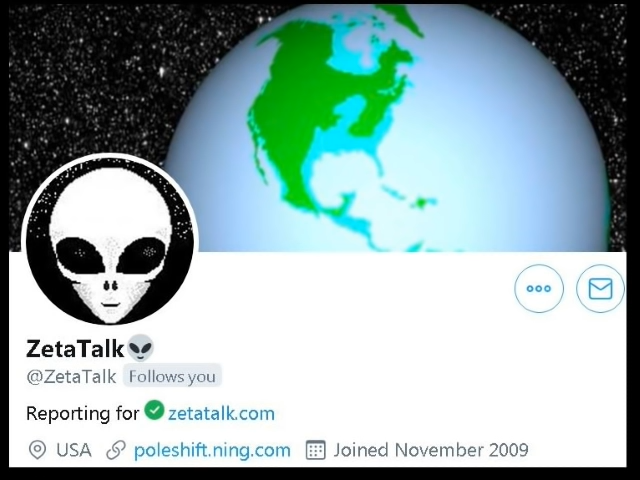 ZetaTalk👽
@ZetaTalk Follows you
Reporting for ✅ zetatalk.com
USA poleshift.ning.com Joined November 2009